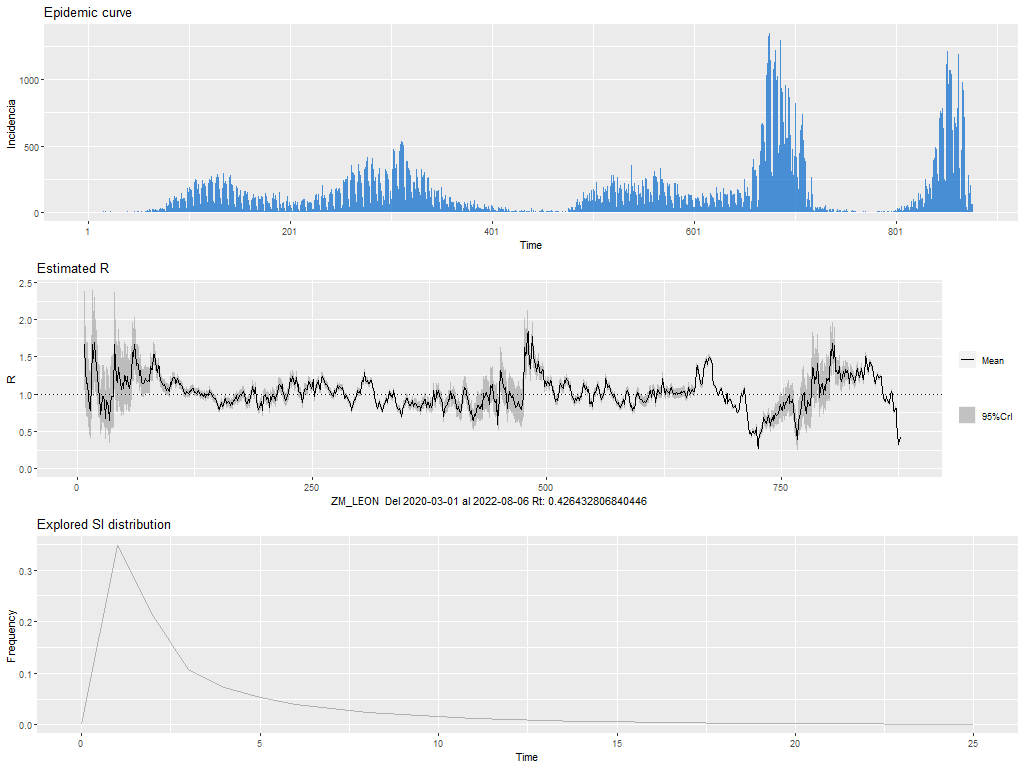 Epidemic curve
1000
500
0
Incidencia
1 201 401 601 801
Time
Estimated R
2.5
2.0
1.5
1.0
0.5
0.0
R
0 250 500 750
ZM_LEON Del 2020-03-01 al 2022-08-06 Rt: 0.426432806840446
Mean
95%CrI
Explored SI distribution
0.3
0.2
0.1
0.0
Frequency
0 5 10 15 20 25
Time